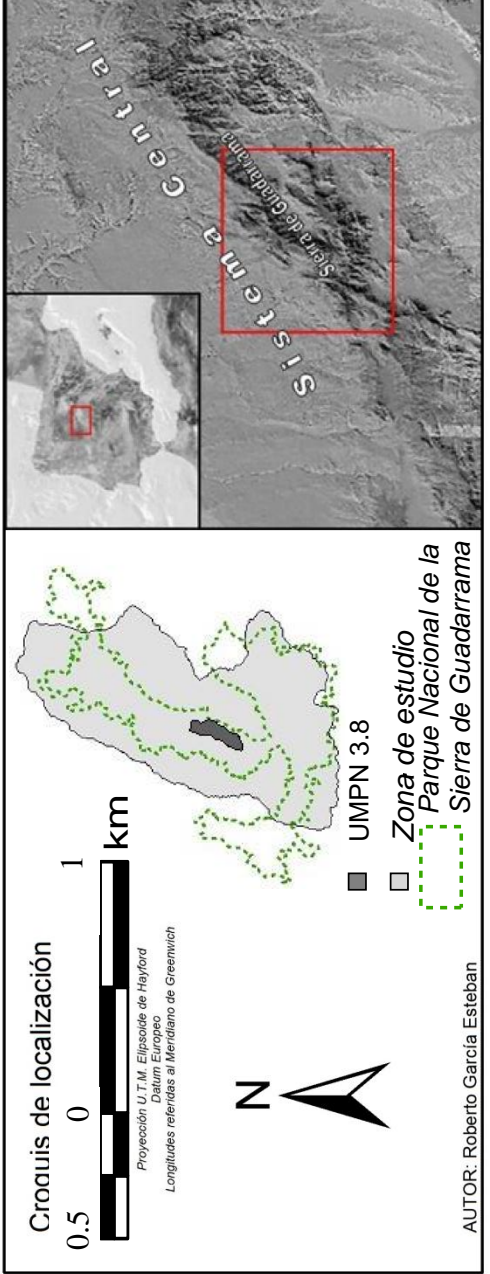 Croquis de localización
0.5 0 1
km
Proyección U.T.M. Elipsoide de Hayford
Datum Europeo
Longitudes referidas al Meridiano de Greenwich
N
UMPN 3.8
Zona de estudio
Parque Nacional de la
Sierra de Guadarrama
AUTOR: Roberto García Esteban
Sistema Central
Sierra de Guadarrama